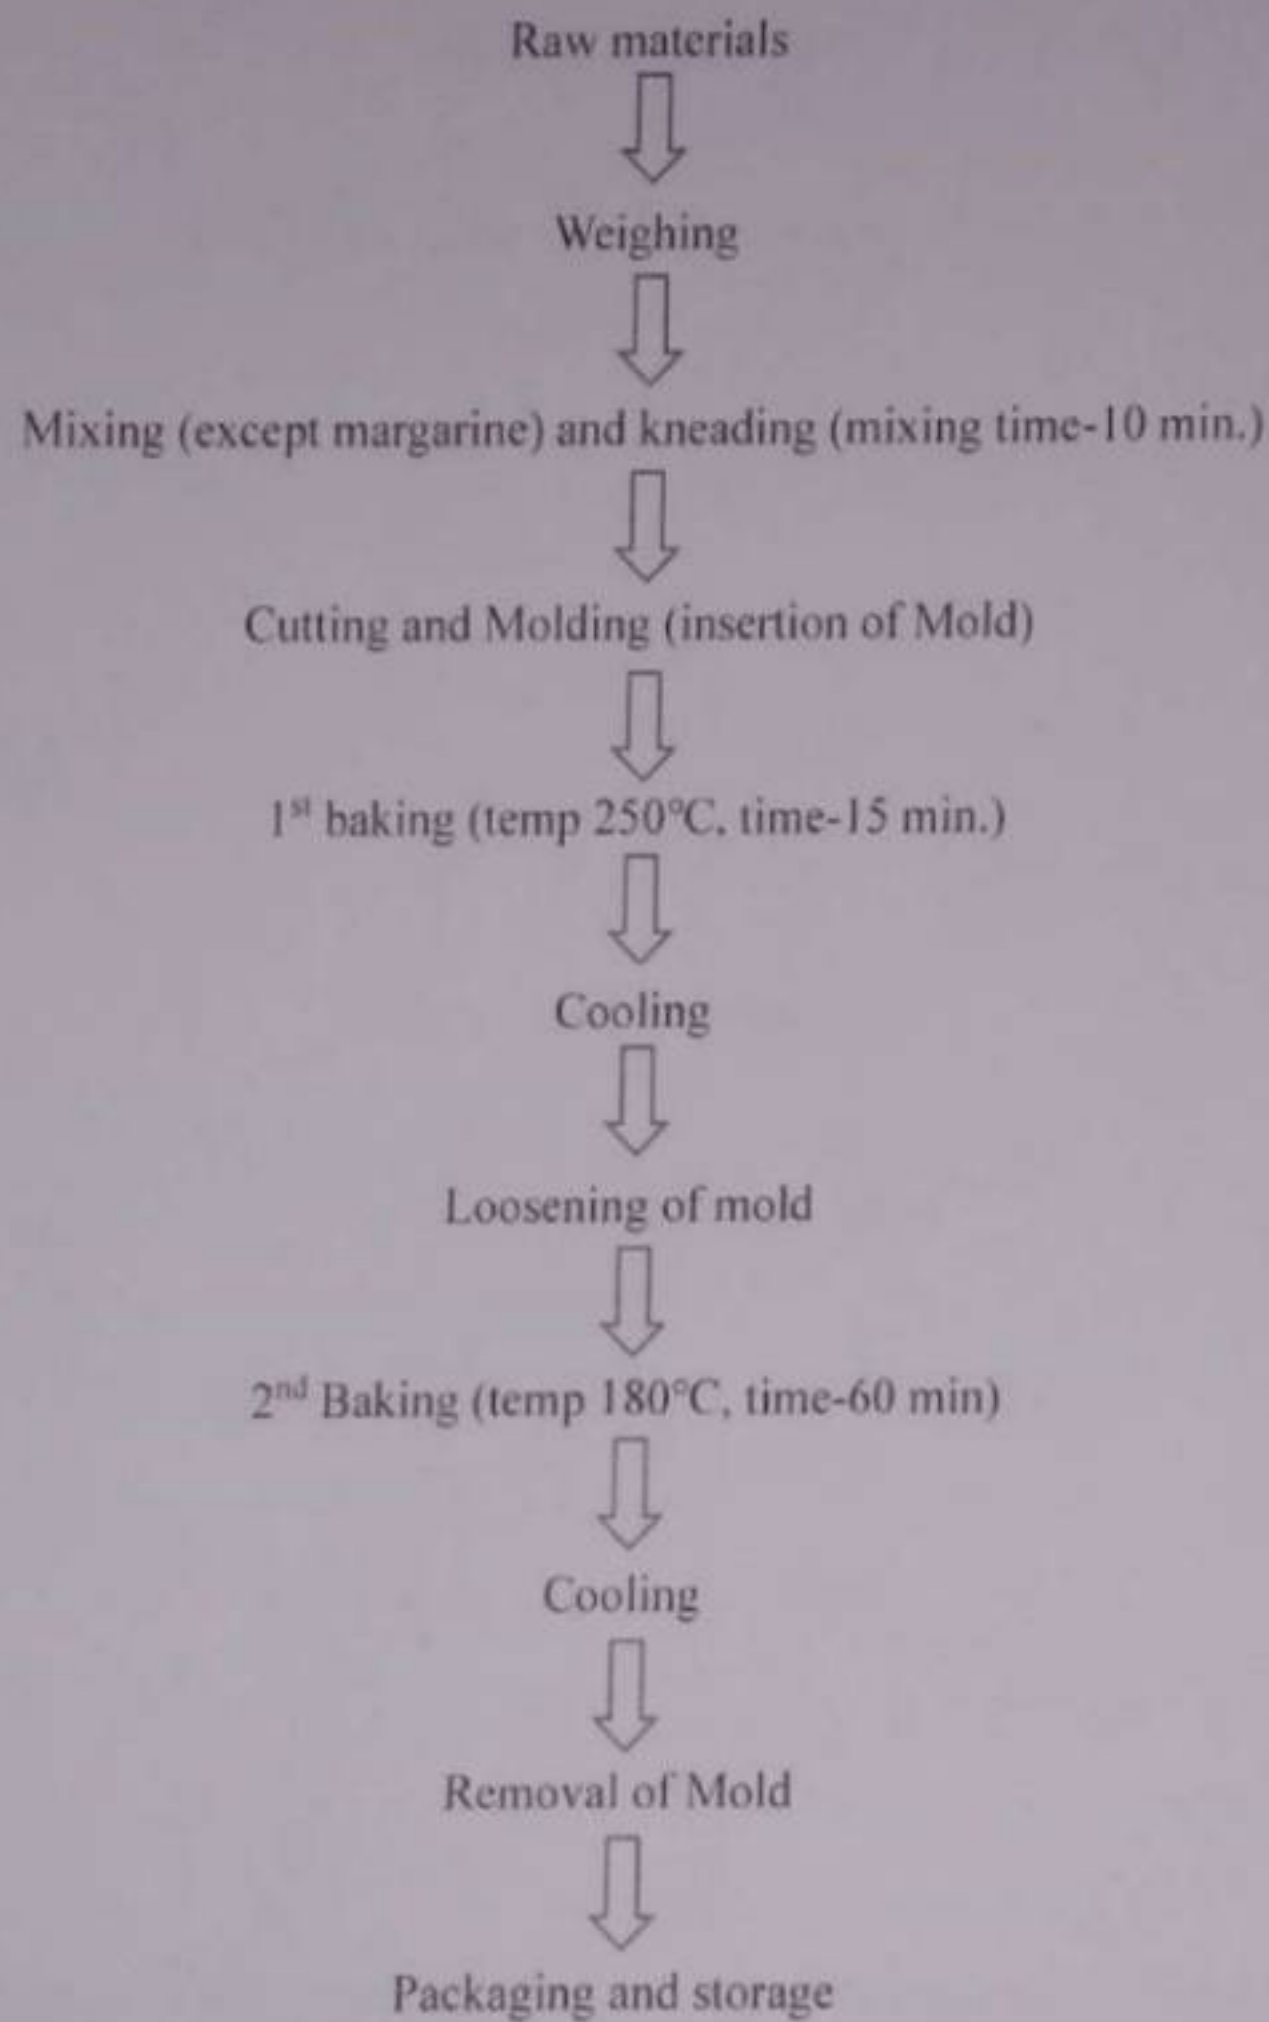 Raw materials
Weighing
Mixing (except margarine) and kneading (mixing time-10 min.)
Cutting and Molding (insertion of Mold)
1st baking (temp 250°C, time-15 min.)
Cooling
Loosening of mold
2nd Baking (temp 180°C, time-60 min)
Cooling
Removal of Mold
Packaging and storage